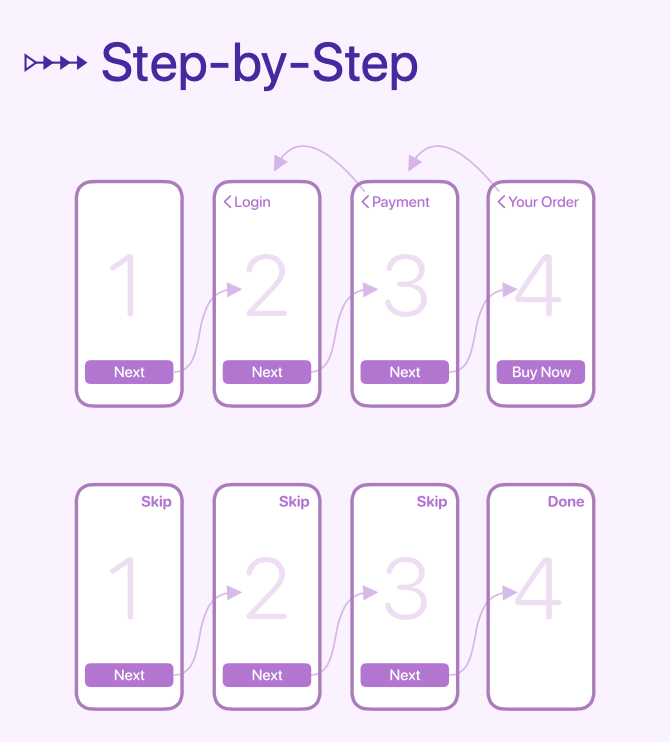 Step-by-Step
Login
Payment
Your Order
1
2
3
4
Next
Next
Next
Buy Now
Skip
Skip
Skip
Done
1
2
3
4
Next
Next
Next